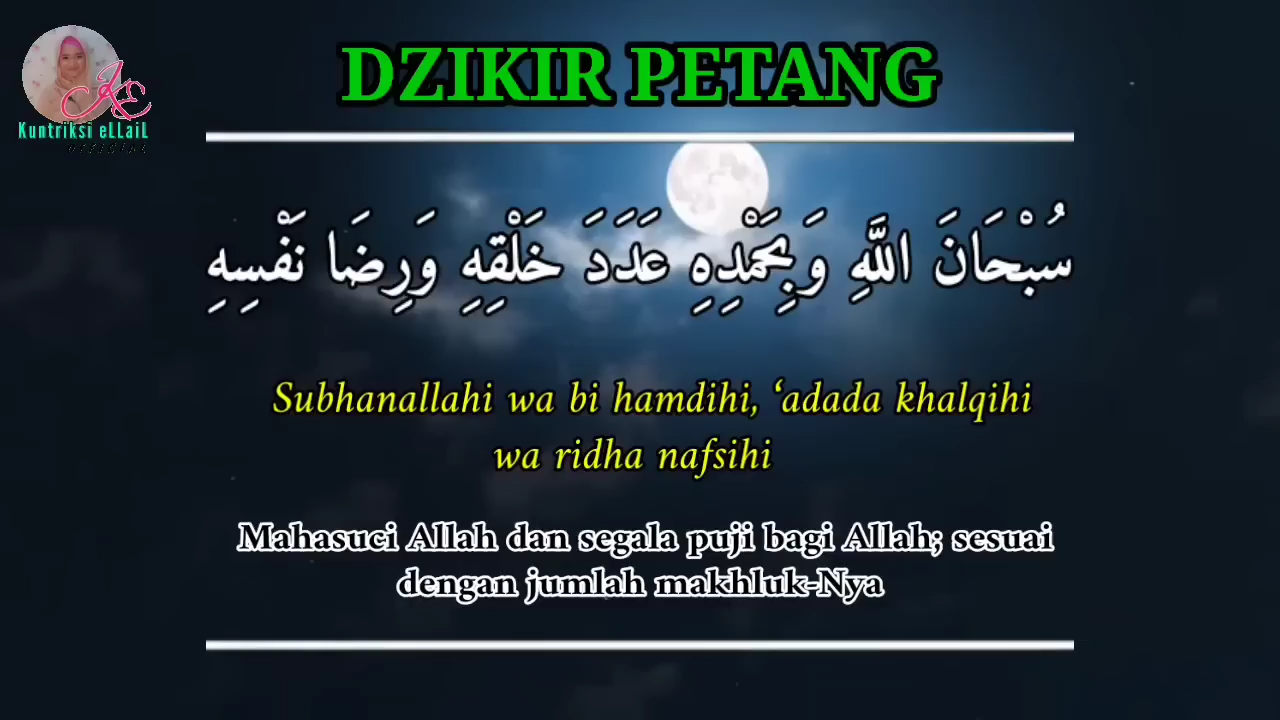 DZIKIR PETANG
Kuntriksi eLLaiL
OFFICIAL
سُبْحَانَ اللَّهِ وَبِحَمْدِهِ عَدَدَ خَلْقِهِ وَرِضَا نَفْسِهِ
Subhanallahi wa bi hamdihi, ‘adada khalqihi
wa ridha nafsihi
Mahasuci Allah dan segala puji bagi Allah; sesuai
dengan jumlah makhluk-Nya